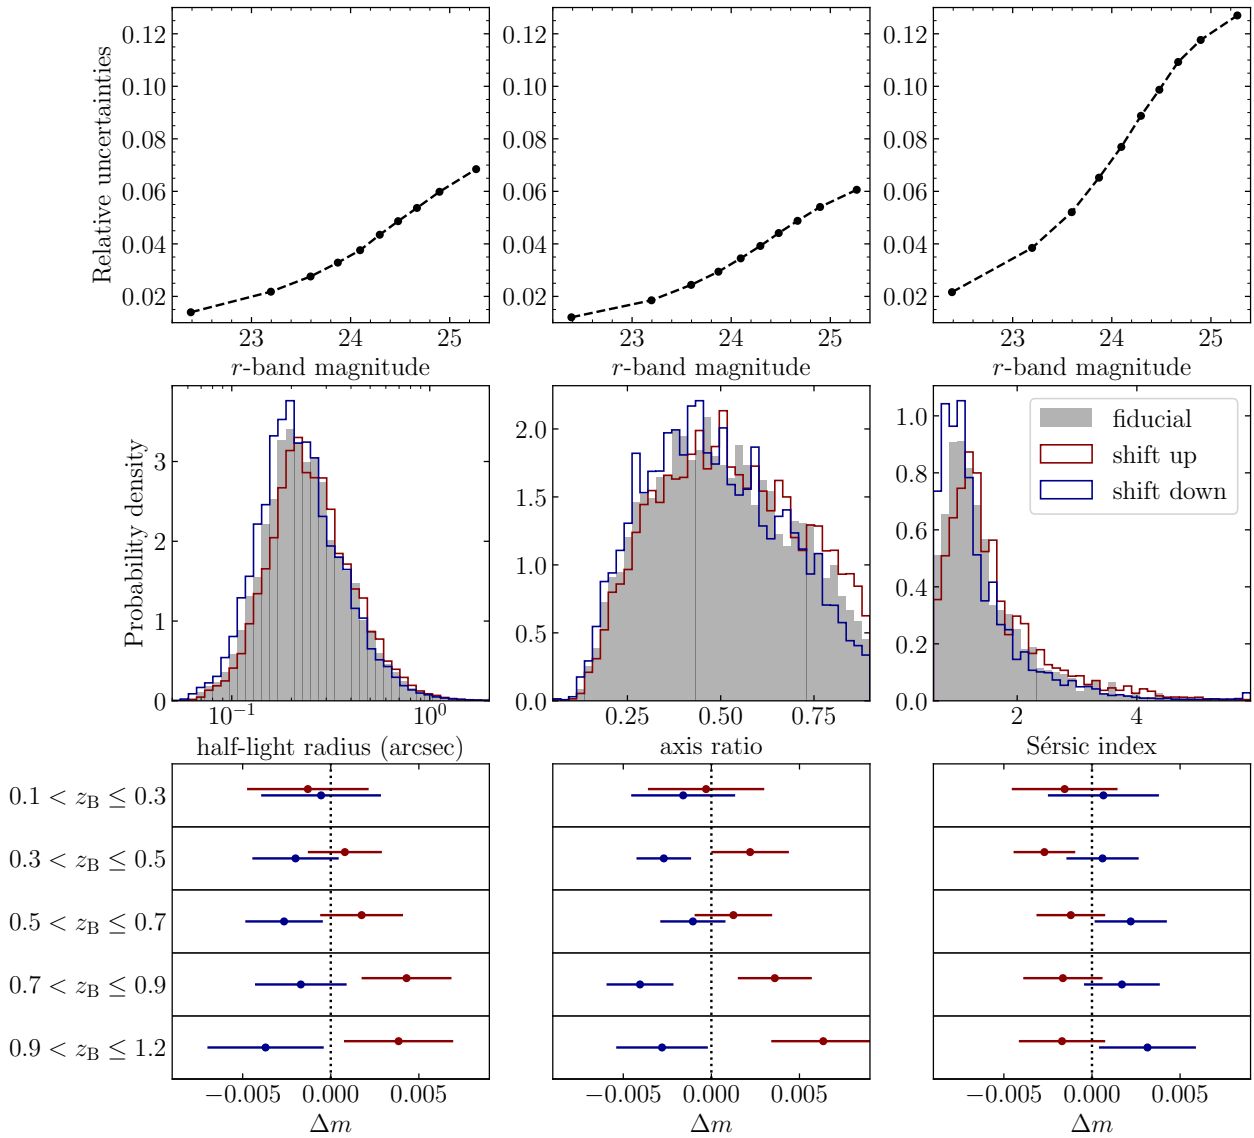 0.12
0.10
0.08
0.06
0.04
0.02
Relative uncertainties
23 24 25
r-band magnitude
0.12
0.10
0.08
0.06
0.04
0.02
23 24 25
r-band magnitude
0.12
0.10
0.08
0.06
0.04
0.02
23 24 25
r-band magnitude
3
2
1
0
Probability density
10⁻¹ 10⁰
half-light radius (arcsec)
2.0
1.5
1.0
0.5
0.0
0.25 0.50 0.75
axis ratio
1.0
0.8
0.6
0.4
0.2
0.0
fiducial
shift up
shift down
2 4
Sérsic index
0.1 < z_B ≤ 0.3
0.3 < z_B ≤ 0.5
0.5 < z_B ≤ 0.7
0.7 < z_B ≤ 0.9
0.9 < z_B ≤ 1.2
−0.005 0.000 0.005
Δm
−0.005 0.000 0.005
Δm
−0.005 0.000 0.005
Δm